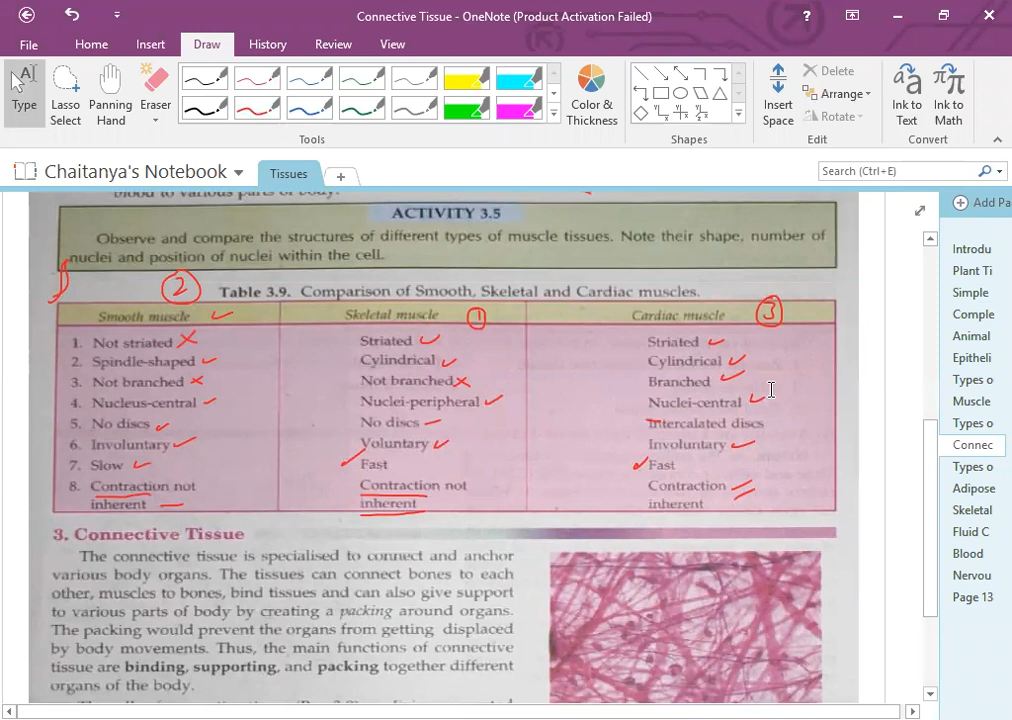 Connective Tissue - OneNote (Product Activation Failed)
?
File Home Insert Draw History Review View
Type
Lasso Select
Panning Hand
Eraser
Color & Thickness
Insert Space
Delete
Arrange
Rotate
Ink to Text
Ink to Math
Tools
Shapes
Edit
Convert
Chaitanya's Notebook
Tissues
Search (Ctrl+E)
Add Pa
blood to various parts of body.
ACTIVITY 3.5
Observe and compare the structures of different types of muscle tissues. Note their shape, number of
nuclei and position of nuclei within the cell.
2
Table 3.9. Comparison of Smooth, Skeletal and Cardiac muscles.
Smooth muscle Skeletal muscle 1 Cardiac muscle 3
1. Not striated Striated Striated
2. Spindle-shaped Cylindrical Cylindrical
3. Not branched Not branched Branched
4. Nucleus-central Nuclei-peripheral Nuclei-central
5. No discs No discs Intercalated discs
6. Involuntary Voluntary Involuntary
7. Slow Fast Fast
8. Contraction not Contraction not Contraction
inherent inherent inherent
3. Connective Tissue
The connective tissue is specialised to connect and anchor
various body organs. The tissues can connect bones to each
other, muscles to bones, bind tissues and can also give support
to various parts of body by creating a packing around organs.
The packing would prevent the organs from getting displaced
by body movements. Thus, the main functions of connective
tissue are binding, supporting, and packing together different
organs of the body.
Introdu
Plant Ti
Simple
Comple
Animal
Epitheli
Types o
Muscle
Types o
Connec
Types o
Adipose
Skeletal
Fluid C
Blood
Nervou
Page 13